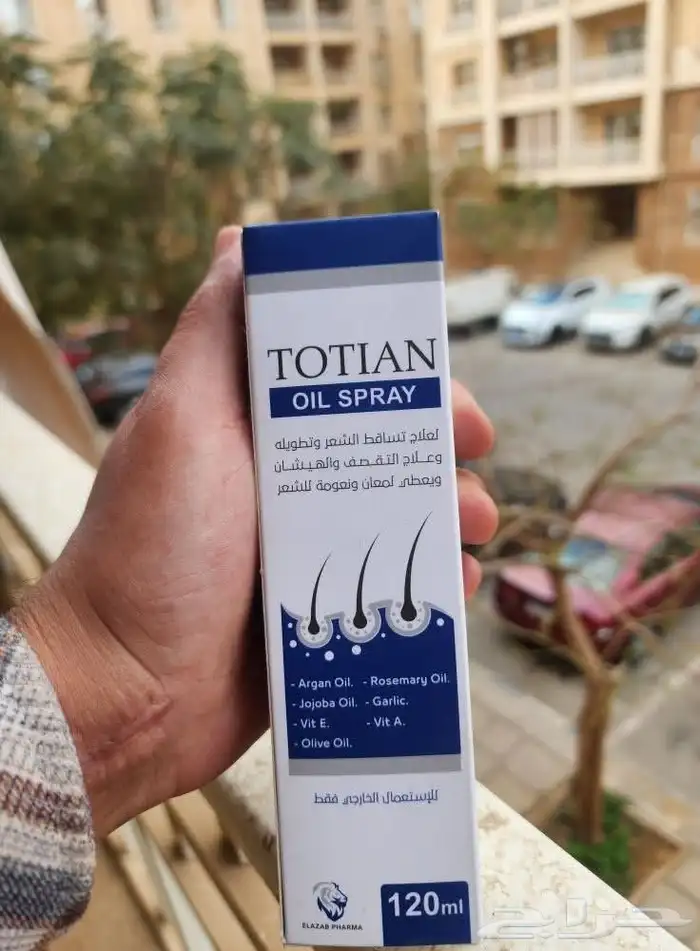 TOTIAN
OIL SPRAY
لعلاج تساقط الشعر وتطويله
وعلاج التقصف والهيشان
ويعطي لمعان ونعومة للشعر
- Argan Oil. - Rosemary Oil.
- Jojoba Oil. - Garlic.
- Vit E. - Vit A.
- Olive Oil.
للإستعمال الخارجي فقط
ELAZAB PHARMA
120ml
حراج